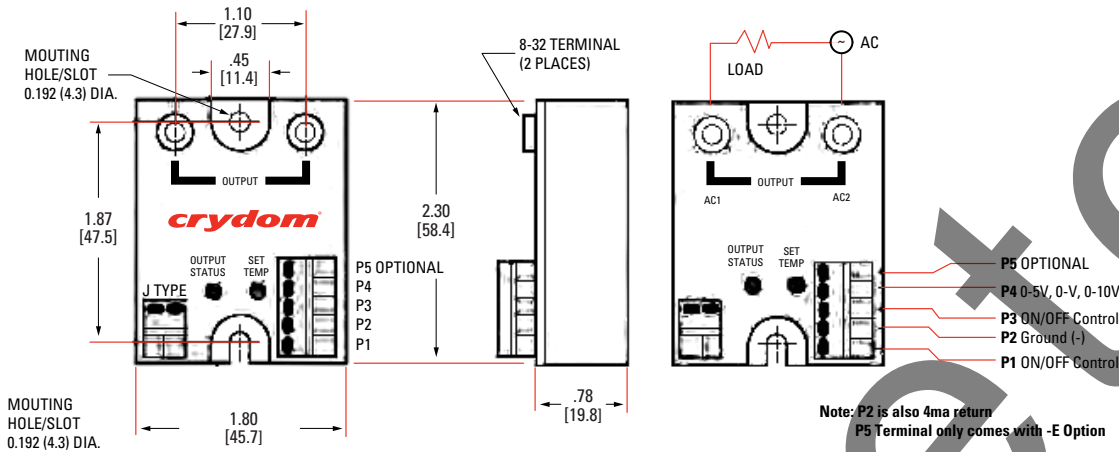 1.10
[27.9]
MOUTING
HOLE/SLOT
0.192 (4.3) DIA.
.45
[11.4]
OUTPUT
crydom
1.87
[47.5]
OUTPUT
STATUS
SET
TEMP
J TYPE
P5 OPTIONAL
P4
P3
P2
P1
MOUTING
HOLE/SLOT
0.192 (4.3) DIA.
1.80
[45.7]
8-32 TERMINAL
(2 PLACES)
2.30
[58.4]
.78
[19.8]
LOAD
~
AC
OUTPUT
AC1
AC2
OUTPUT
STATUS
SET
TEMP
P5 OPTIONAL
P4 0-5V, 0-V, 0-10V
P3 ON/OFF Control
P2 Ground (-)
P1 ON/OFF Control
Note: P2 is also 4ma return
P5 Terminal only comes with -E Option